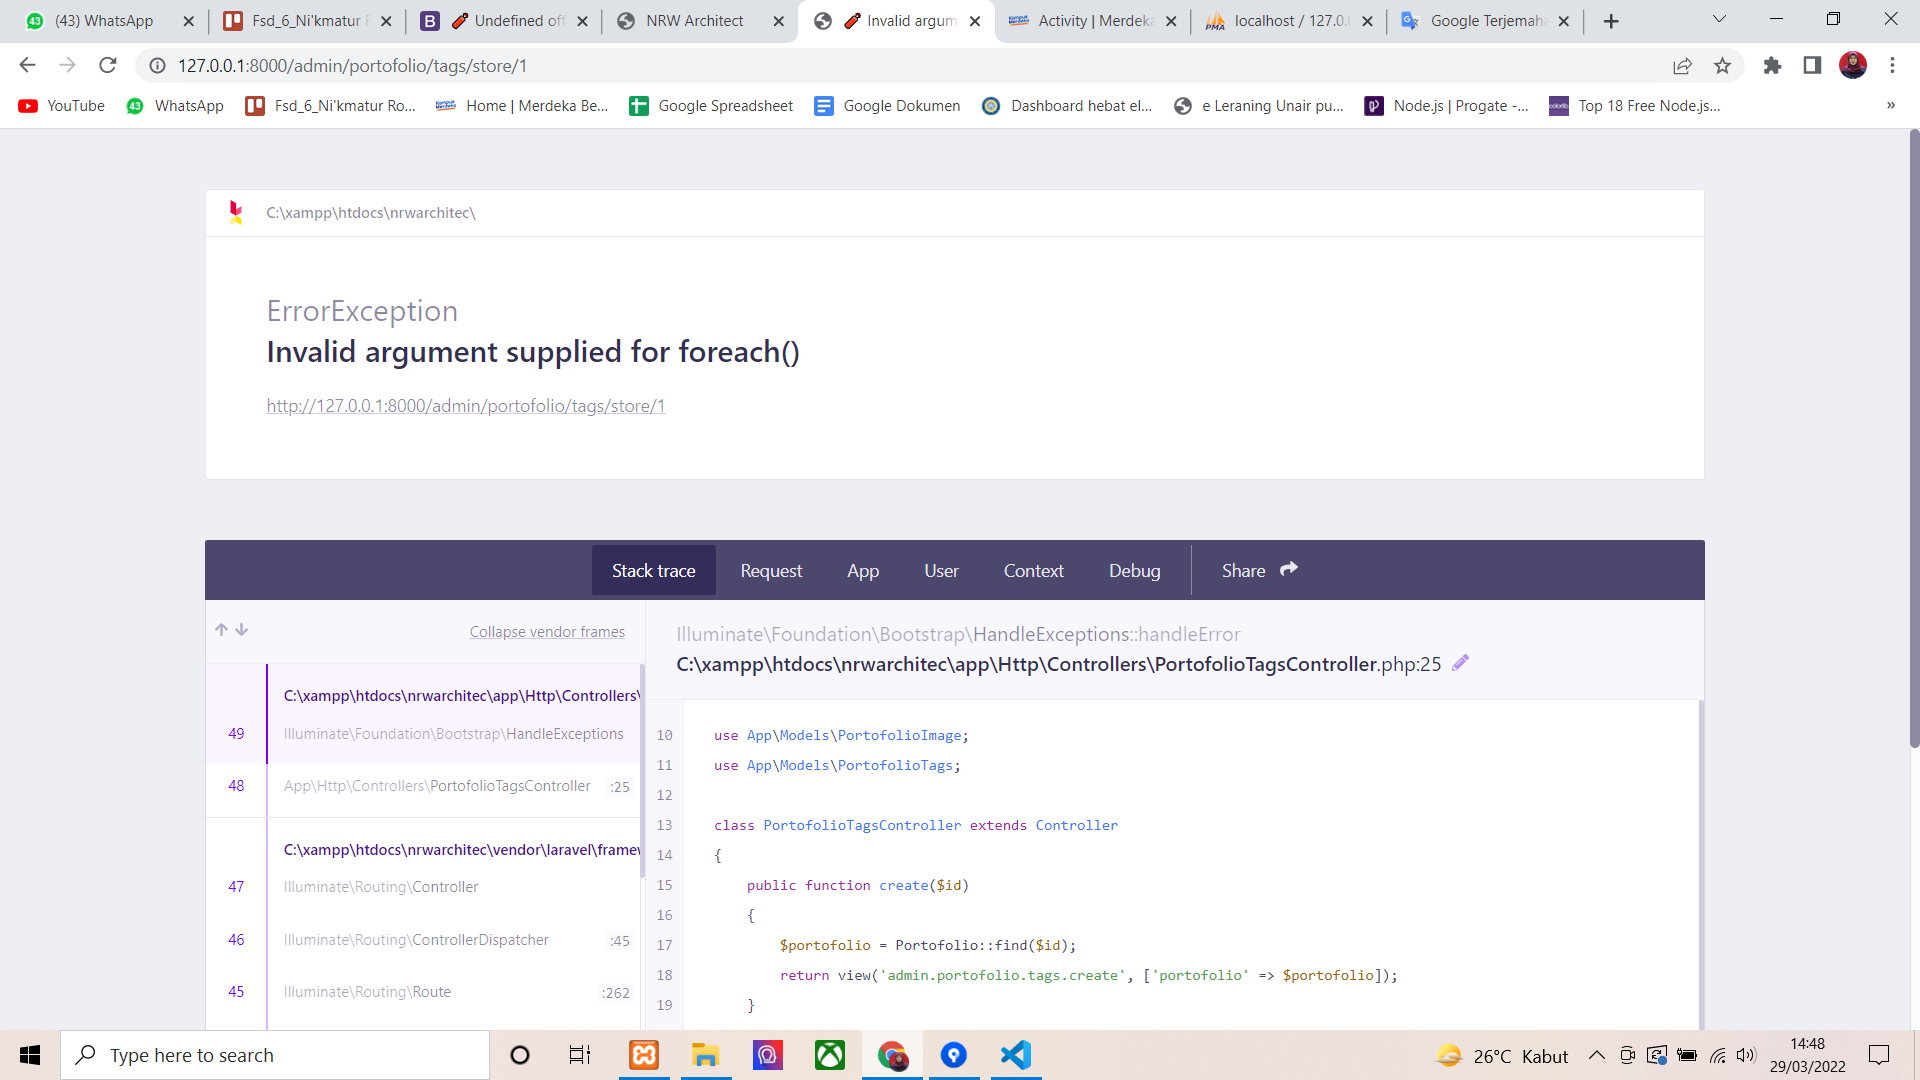 (43) WhatsApp
Fsd_6_Ni'kmatur
Undefined off
NRW Architect
Invalid argum
Activity | Merdeka
localhost / 127.0.0
Google Terjemah
127.0.0.1:8000/admin/portofolio/tags/store/1
YouTube
WhatsApp
Fsd_6_Ni'kmatur Ro...
Home | Merdeka Be...
Google Spreadsheet
Google Dokumen
Dashboard hebat el...
e Leraning Unair pu...
Node.js | Progate -...
Top 18 Free Node.js...
»
C:\xampp\htdocs\nrwarchitec\
ErrorException
Invalid argument supplied for foreach()
http://127.0.0.1:8000/admin/portofolio/tags/store/1
Stack trace
Request
App
User
Context
Debug
Share
Collapse vendor frames
C:\xampp\htdocs\nrwarchitec\app\Http\Controllers\
49 Illuminate\Foundation\Bootstrap\HandleExceptions
48 App\Http\Controllers\PortofolioTagsController :25
C:\xampp\htdocs\nrwarchitec\vendor\laravel\frame
47 Illuminate\Routing\Controller
46 Illuminate\Routing\ControllerDispatcher :45
45 Illuminate\Routing\Route :262
Illuminate\Foundation\Bootstrap\HandleExceptions::handleError
C:\xampp\htdocs\nrwarchitec\app\Http\Controllers\PortofolioTagsController.php:25
10 use App\Models\PortofolioImage;
11 use App\Models\PortofolioTags;
12
13 class PortofolioTagsController extends Controller
14 {
15 public function create($id)
16 {
17 $portofolio = Portofolio::find($id);
18 return view('admin.portofolio.tags.create', ['portofolio' => $portofolio]);
19 }
Type here to search
26°C Kabut
14:48
29/03/2022